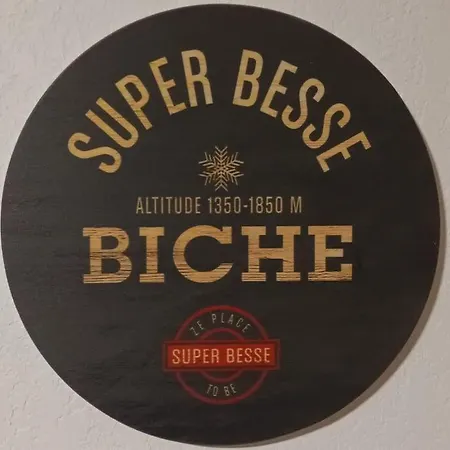 SUPER BESSE
ALTITUDE 1350-1850 M
BICHE
ZE PLACE
SUPER BESSE
TO BE